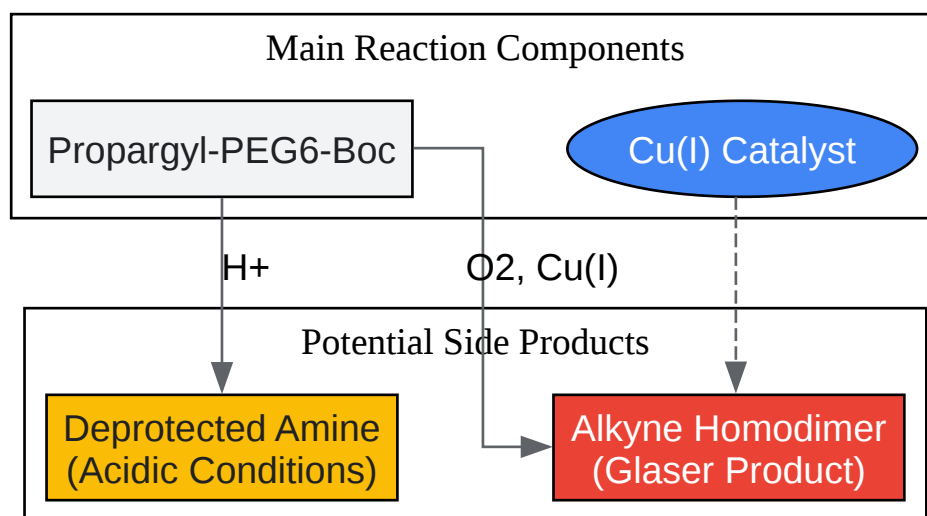 Main Reaction Components
Propargyl-PEG6-Boc
Cu(I) Catalyst
H+
O2, Cu(I)
Potential Side Products
Deprotected Amine
(Acidic Conditions)
Alkyne Homodimer
(Glaser Product)